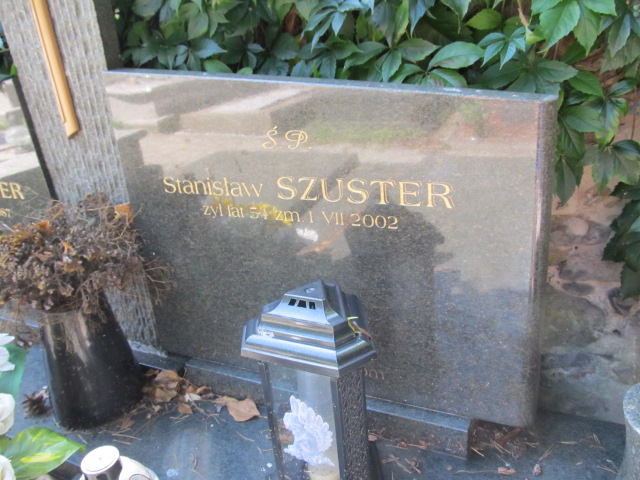 Ś P.
Stanisław SZUSTER
żył lat 54 zm. 1 VII 2002